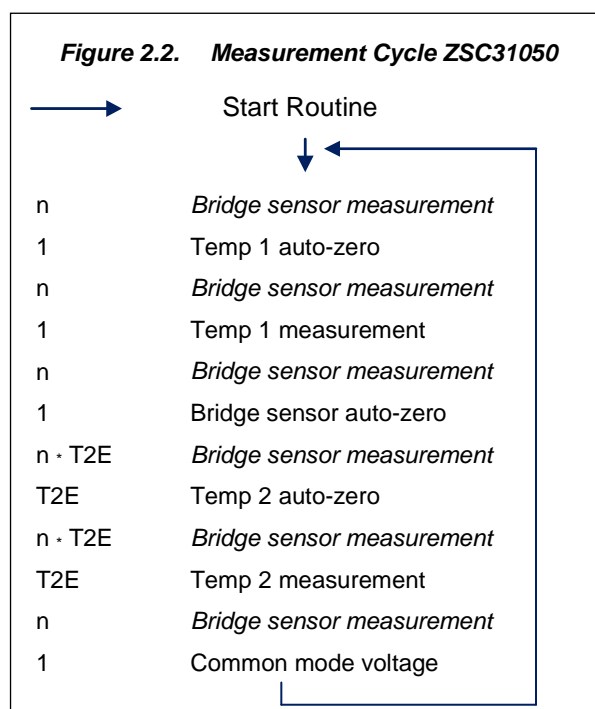 Figure 2.2. Measurement Cycle ZSC31050
Start Routine
n Bridge sensor measurement
1 Temp 1 auto-zero
n Bridge sensor measurement
1 Temp 1 measurement
n Bridge sensor measurement
1 Bridge sensor auto-zero
n * T2E Bridge sensor measurement
T2E Temp 2 auto-zero
n * T2E Bridge sensor measurement
T2E Temp 2 measurement
n Bridge sensor measurement
1 Common mode voltage